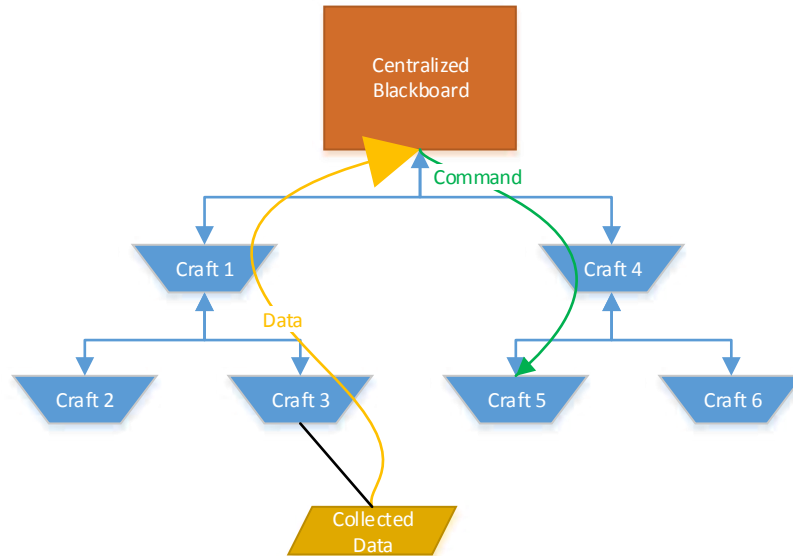 Centralized
Blackboard
Command
Craft 1
Craft 4
Data
Craft 2
Craft 3
Craft 5
Craft 6
Collected
Data